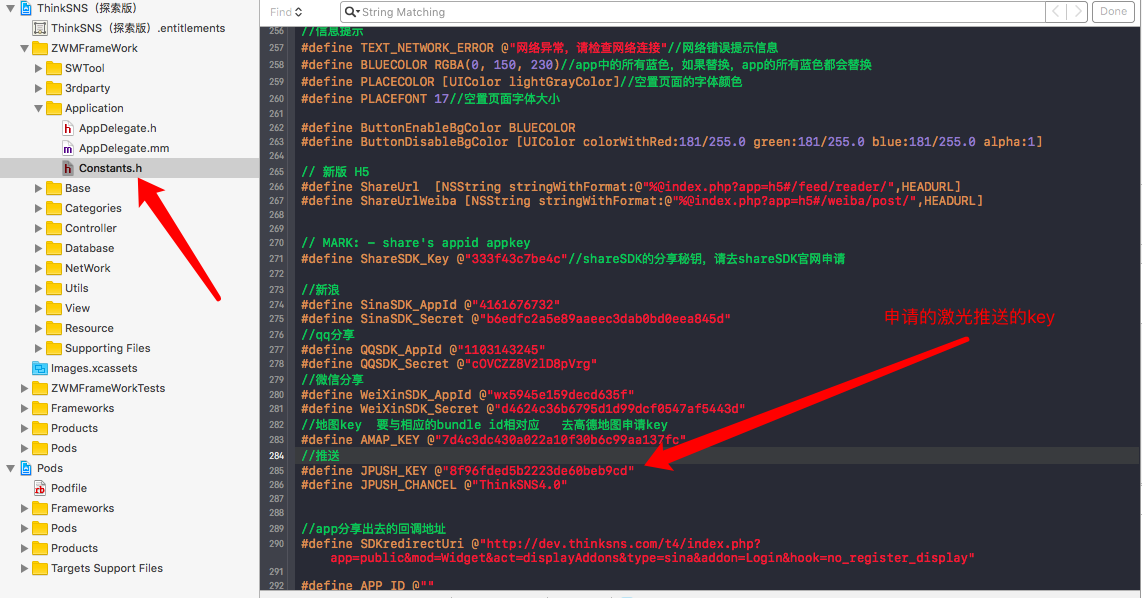 ThinkSNS（探索版）
ThinkSNS（探索版）.entitlements
ZWMFrameWork
SWTool
3rdparty
Application
AppDelegate.h
AppDelegate.mm
Constants.h
Base
Categories
Controller
Database
NetWork
Utils
View
Resource
Supporting Files
Images.xcassets
ZWMFrameWorkTests
Frameworks
Products
Pods
Pods
Podfile
Frameworks
Pods
Products
Targets Support Files
Find
String Matching
Done
256 //信息提示
257 #define TEXT_NETWORK_ERROR @"网络异常，请检查网络连接"//网络错误提示信息
258 #define BLUECOLOR RGBA(0, 150, 230)//app中的所有蓝色，如果替换，app的所有蓝色都会替换
259 #define PLACECOLOR [UIColor lightGrayColor]//空置页面的字体颜色
260 #define PLACEFONT 17//空置页面字体大小
261
262 #define ButtonEnableBgColor BLUECOLOR
263 #define ButtonDisableBgColor [UIColor colorWithRed:181/255.0 green:181/255.0 blue:181/255.0 alpha:1]
264
265 // 新版 H5
266 #define ShareUrl  [NSString stringWithFormat:@"%@index.php?app=h5#/feed/reader/",HEADURL]
267 #define ShareUrlWeiba [NSString stringWithFormat:@"%@index.php?app=h5#/weiba/post/",HEADURL]
268
269
270 // MARK: - share's appid appkey
271 #define ShareSDK_Key @"333f43c7be4c"//shareSDK的分享秘钥，请去shareSDK官网申请
272
273 //新浪
274 #define SinaSDK_AppId @"4161676732"
275 #define SinaSDK_Secret @"b6edfc2a5e89aaeec3dab0bd0eea845d"
276 //qq分享
277 #define QQSDK_AppId @"1103143245"
278 #define QQSDK_Secret @"cOVCZZ8V2lD8pVrg"
279 //微信分享
280 #define WeiXinSDK_AppId @"wx5945e159decd635f"
281 #define WeiXinSDK_Secret @"d4624c36b6795d1d99dcf0547af5443d"
282 //地图key  要与相应的bundle id相对应   去高德地图申请key
283 #define AMAP_KEY @"7d4c3dc430a022a10f30b6c99aa137fc"
284 //推送
285 #define JPUSH_KEY @"8f96fded5b2223de60beb9cd"
286 #define JPUSH_CHANCEL @"ThinkSNS4.0"
287
288
289 //app分享出去的回调地址
290 #define SDKredirectUri @"http://dev.thinksns.com/t4/index.php?
app=public&mod=Widget&act=displayAddons&type=sina&addon=Login&hook=no_register_display"
291
292 #define APP_ID @""
申请的激光推送的key